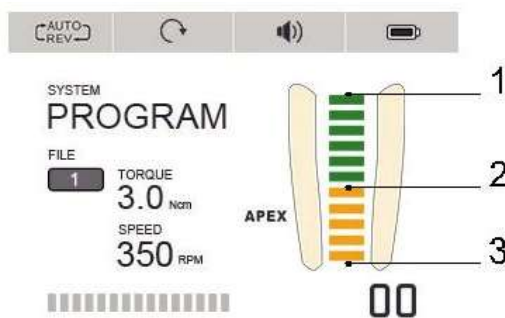 AUTO
REV
SYSTEM
PROGRAM
FILE
1
TORQUE
3.0 Ncm
SPEED
350 RPM
APEX
1
2
3
00